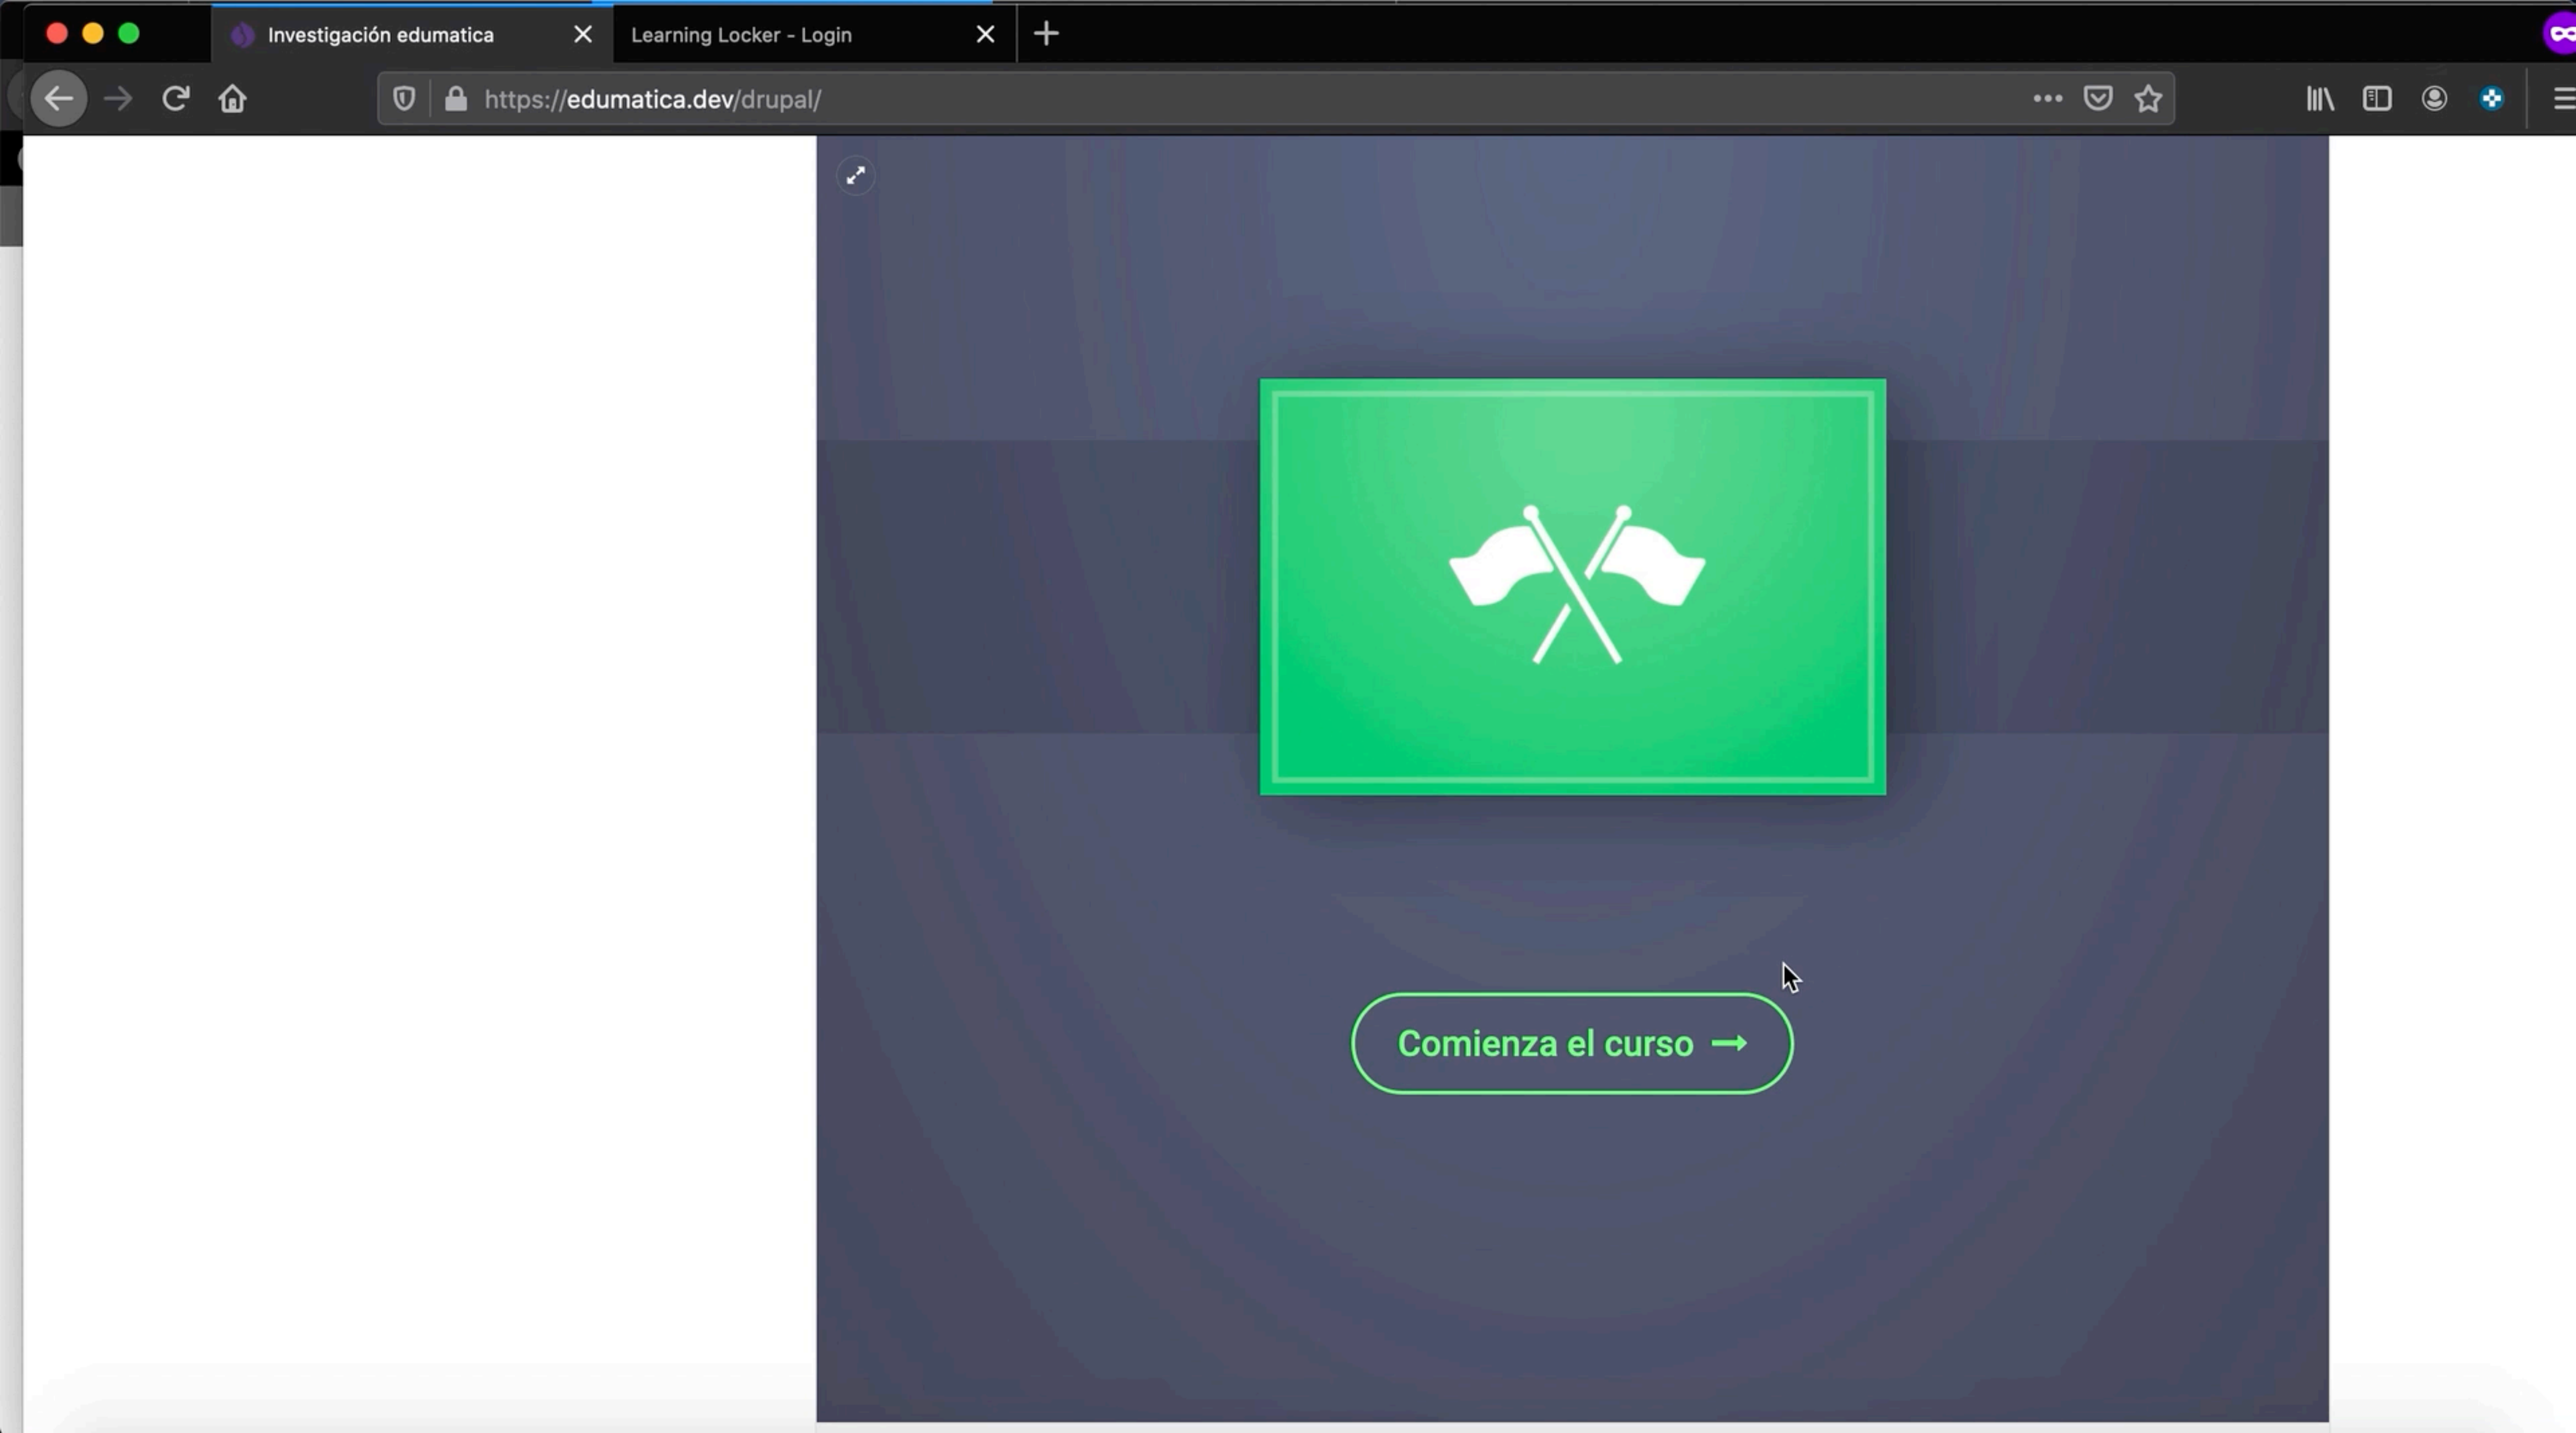 Investigación edumatica
Learning Locker - Login
https://edumatica.dev/drupal/
Comienza el curso